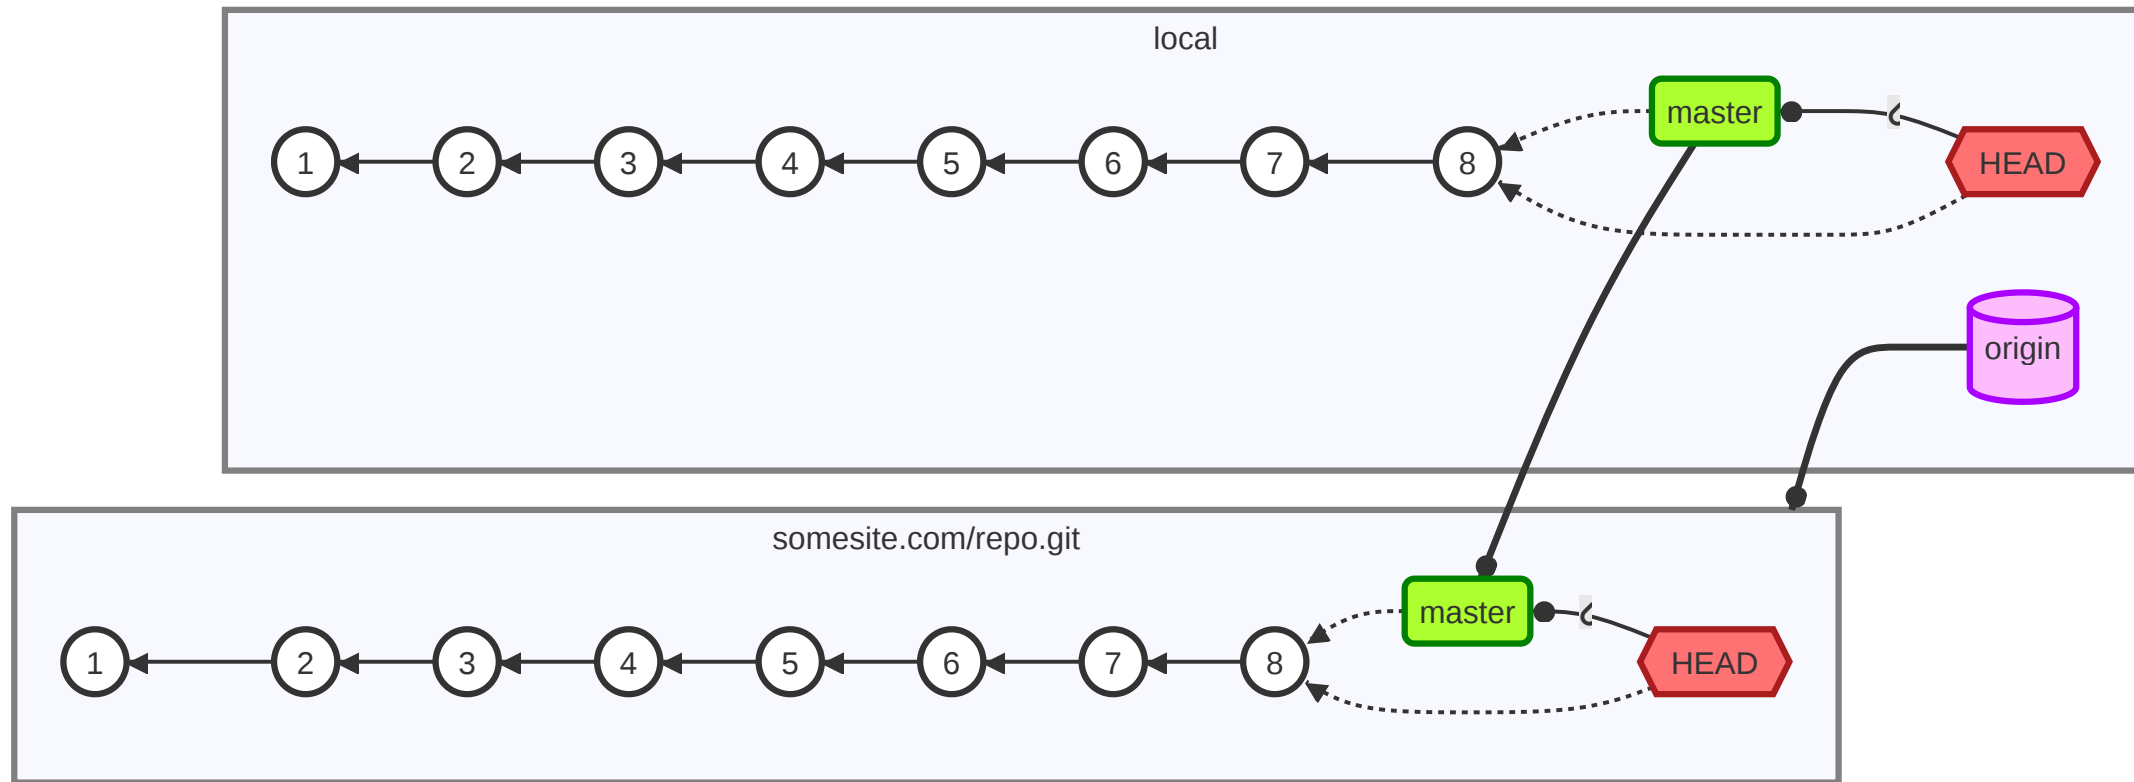 local
master
HEAD
1 2 3 4 5 6 7 8
origin
somesite.com/repo.git
master
HEAD
1 2 3 4 5 6 7 8